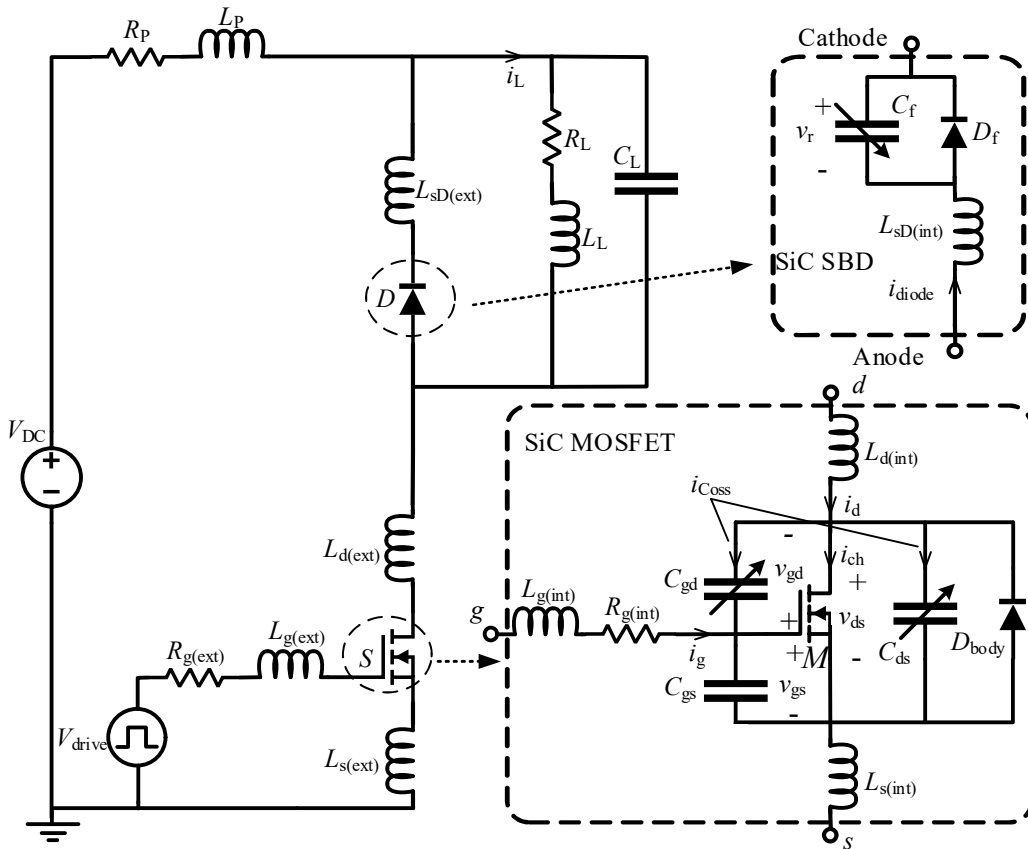 R_P
L_P
i_L
R_L
C_L
L_sD(ext)
L_L
D
V_DC
+
−
L_d(ext)
L_g(ext)
R_g(ext)
S
V_drive
L_s(ext)
Cathode
+
C_f
v_r
D_f
-
L_sD(int)
SiC SBD
i_diode
Anode
d
SiC MOSFET
L_d(int)
i_Coss
i_d
-
i_ch
C_gd
v_gd
+
L_g(int)
g
R_g(int)
+
v_ds
i_g
+
M
-
C_ds
D_body
C_gs
v_gs
-
L_s(int)
s